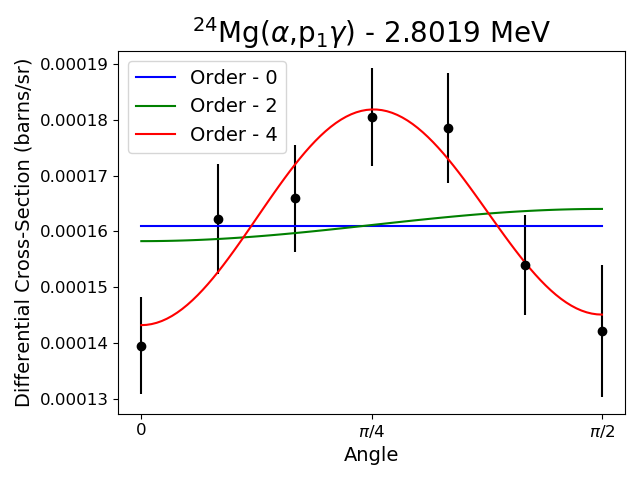 ²⁴Mg(α,p₁γ) - 2.8019 MeV
Differential Cross-Section (barns/sr)
0.00019
0.00018
0.00017
0.00016
0.00015
0.00014
0.00013
Order - 0
Order - 2
Order - 4
0
π/4
π/2
Angle